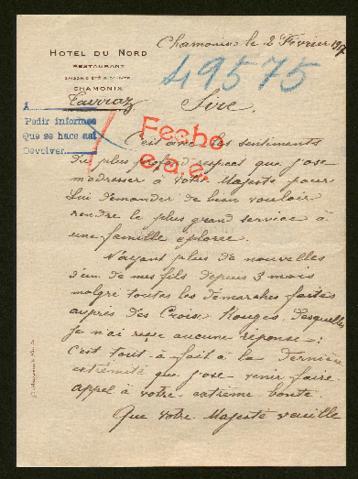 HOTEL DU NORD
RESTAURANT
CHAMONIX
Tavraz
Chamonix le 2 Février 1917
49575
Sire,
Pedir informes
Que se hace asi
Devolver
Fecho
e.a.e.
C'est avec les sentiments
du plus profond respect que j'ose
m'adresser à Votre Majesté pour
Lui demander de bien vouloir
rendre le plus grand service à
une famille éplorée.
N'ayant plus de nouvelles
d'un de mes fils depuis 3 mois
malgré toutes les démarches faites
auprès des Croix Rouges, desquelles
je n'ai reçue aucune réponse:
C'est tout à fait à la dernière
extrémité que j'ose venir faire
appel à votre extrême bonté.
Que Votre Majesté veuille